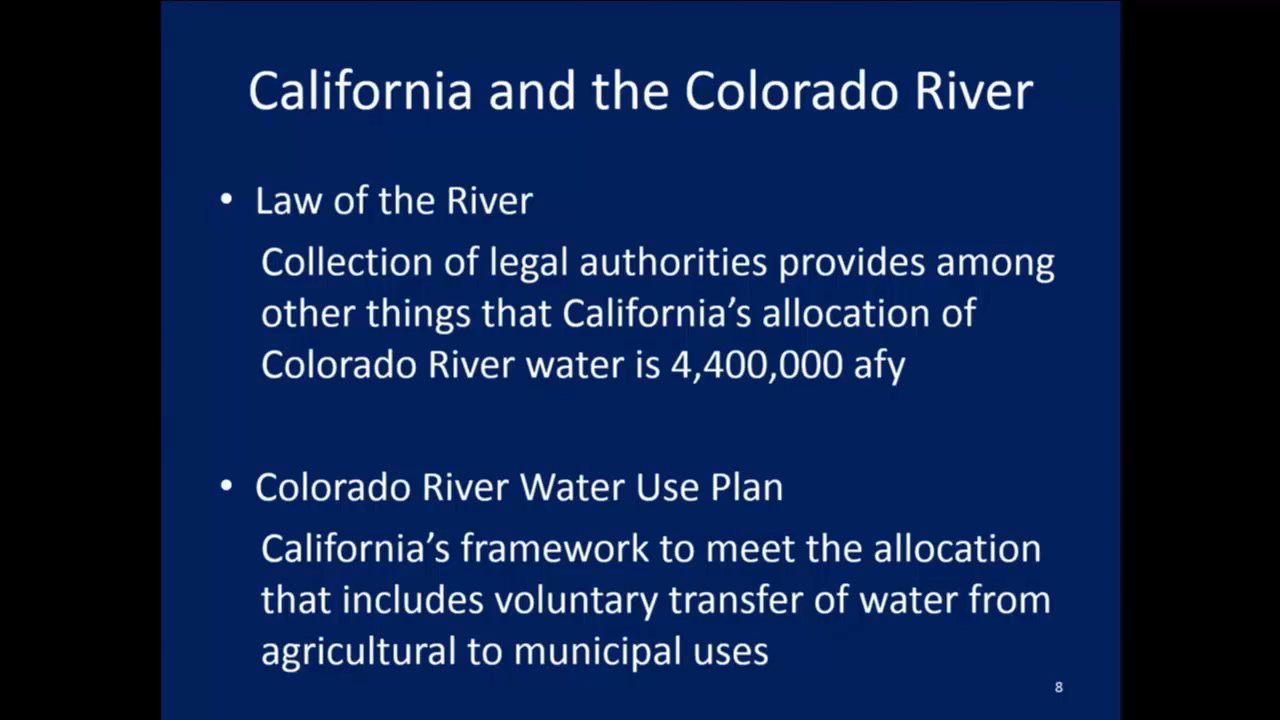 California and the Colorado River
• Law of the River
Collection of legal authorities provides among
other things that California’s allocation of
Colorado River water is 4,400,000 afy
• Colorado River Water Use Plan
California’s framework to meet the allocation
that includes voluntary transfer of water from
agricultural to municipal uses
8